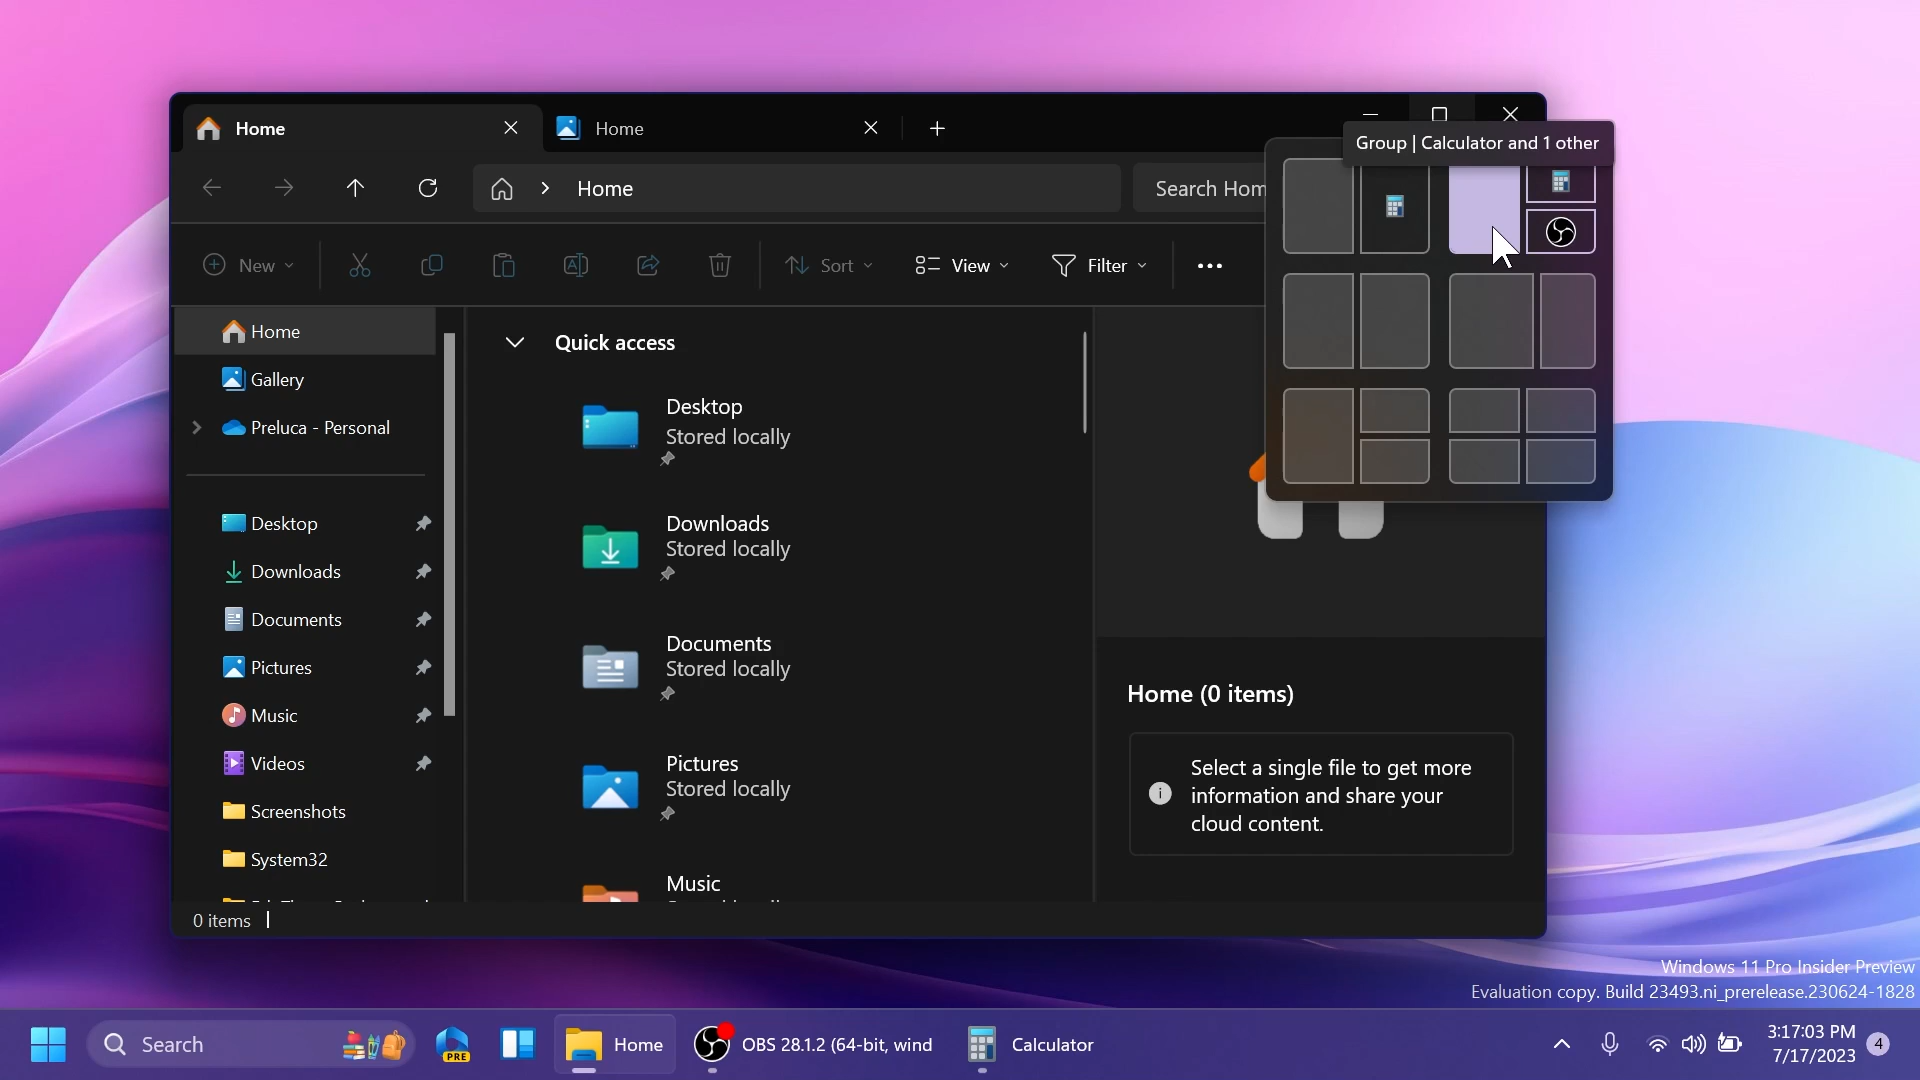 Home
Home
Group | Calculator and 1 other
Home
Search Hom
New
Sort
View
Filter
Home
Gallery
Preluca - Personal
Desktop
Downloads
Documents
Pictures
Music
Videos
Screenshots
System32
Quick access
Desktop
Stored locally
Downloads
Stored locally
Documents
Stored locally
Pictures
Stored locally
Music
Home (0 items)
Select a single file to get more
information and share your
cloud content.
0 items
Windows 11 Pro Insider Preview
Evaluation copy. Build 23493.ni_prerelease.230624-1828
Search
PRE
Home
OBS 28.1.2 (64-bit, wind
Calculator
3:17:03 PM
7/17/2023
4